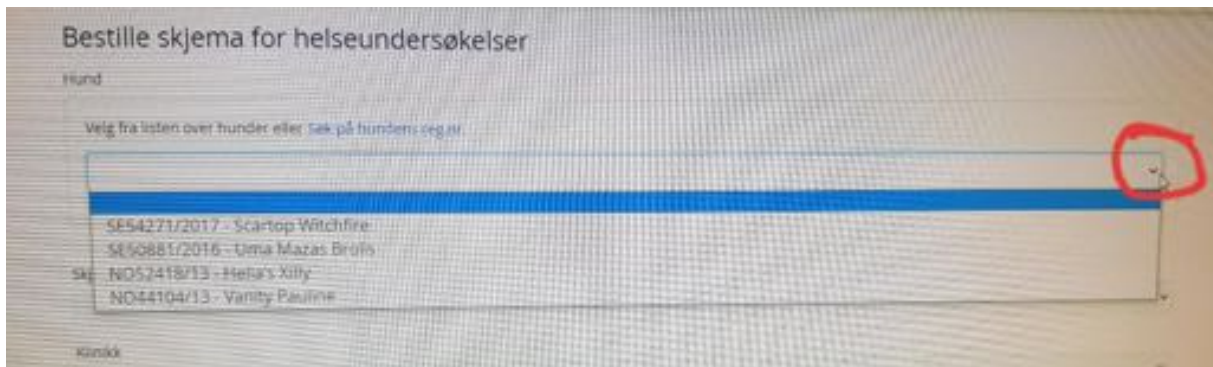 Bestille skjema for helseundersøkelser
Hund
Velg fra listen over hunder eller Søk på hundens reg.nr.
SE54271/2017 - Scartop Witchfire
SE50881/2016 - Uma Mazas Brolis
NO52418/13 - Hella's Xilly
NO44104/13 - Vanity Pauline
Klinikk